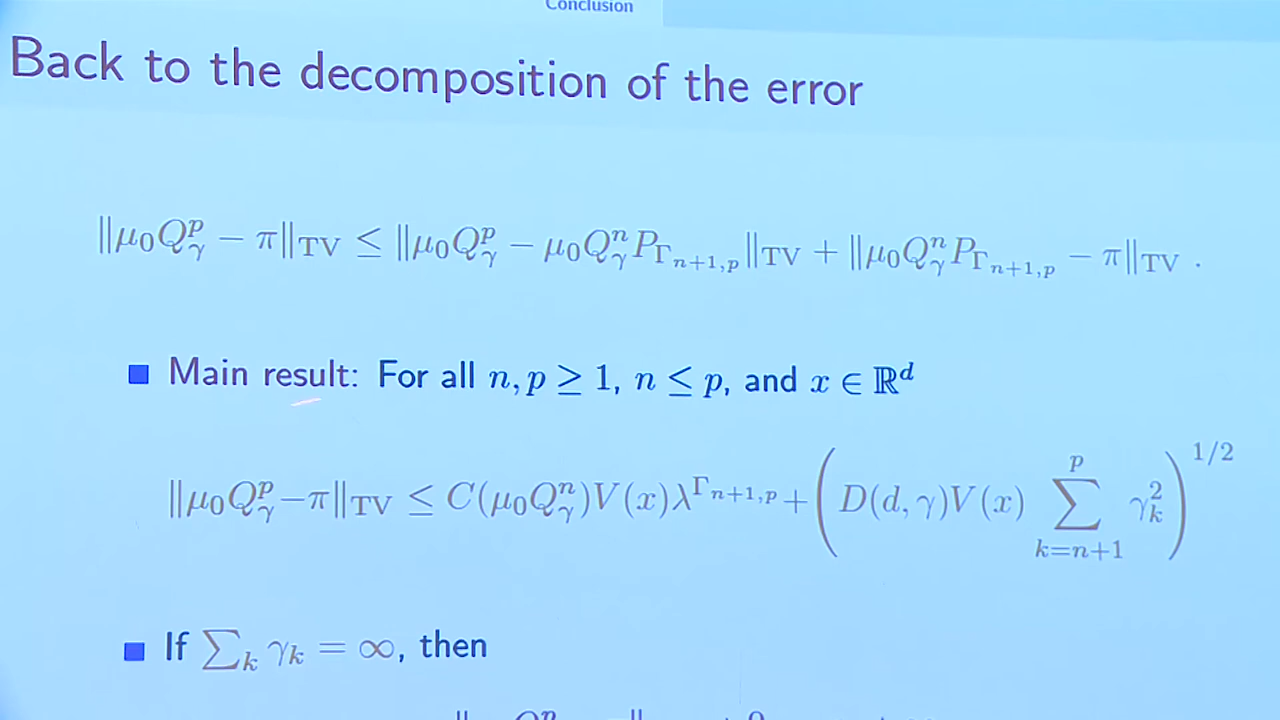 Conclusion
Back to the decomposition of the error
‖μ₀Q_γ^p − π‖_TV ≤ ‖μ₀Q_γ^p − μ₀Q_γ^n P_{Γ_{n+1,p}}‖_TV + ‖μ₀Q_γ^n P_{Γ_{n+1,p}} − π‖_TV .
Main result: For all n, p ≥ 1, n ≤ p, and x ∈ ℝ^d
‖μ₀Q_γ^p − π‖_TV ≤ C(μ₀Q_γ^n)V(x)λ^{Γ_{n+1,p}} + (D(d, γ)V(x) ∑_{k=n+1}^p γ_k^2)^{1/2}
If ∑_k γ_k = ∞, then